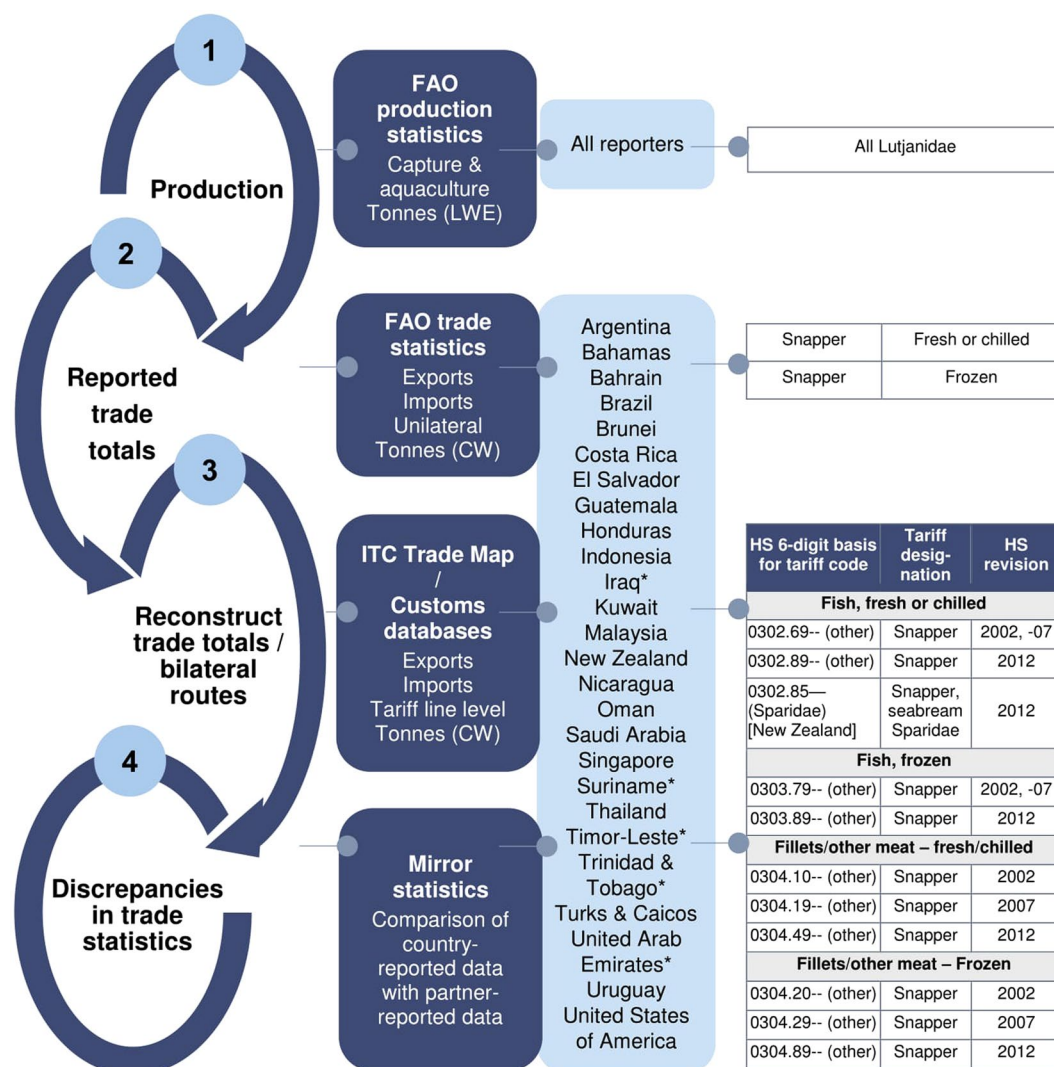 1
Production
FAO
production
statistics
Capture &
aquaculture
Tonnes (LWE)
All reporters
All Lutjanidae
2
Reported
trade
totals
FAO trade
statistics
Exports
Imports
Unilateral
Tonnes (CW)
Argentina
Bahamas
Bahrain
Brazil
Brunei
Costa Rica
El Salvador
Guatemala
Honduras
Indonesia
Iraq*
Kuwait
Malaysia
New Zealand
Nicaragua
Oman
Saudi Arabia
Singapore
Suriname*
Thailand
Timor-Leste*
Trinidad &
Tobago*
Turks & Caicos
United Arab
Emirates*
Uruguay
United States
of America
Snapper Fresh or chilled
Snapper Frozen
3
Reconstruct
trade totals /
bilateral
routes
ITC Trade Map
/
Customs
databases
Exports
Imports
Tariff line level
Tonnes (CW)
4
Discrepancies
in trade
statistics
Mirror
statistics
Comparison of
country-
reported data
with partner-
reported data
HS 6-digit basis
for tariff code
Tariff
desig-
nation
HS
revision
Fish, fresh or chilled
0302.69-- (other) Snapper 2002, -07
0302.89-- (other) Snapper 2012
0302.85—
(Sparidae)
[New Zealand]
Snapper,
seabream
Sparidae
2012
Fish, frozen
0303.79-- (other) Snapper 2002, -07
0303.89-- (other) Snapper 2012
Fillets/other meat – fresh/chilled
0304.10-- (other) Snapper 2002
0304.19-- (other) Snapper 2007
0304.49-- (other) Snapper 2012
Fillets/other meat – Frozen
0304.20-- (other) Snapper 2002
0304.29-- (other) Snapper 2007
0304.89-- (other) Snapper 2012